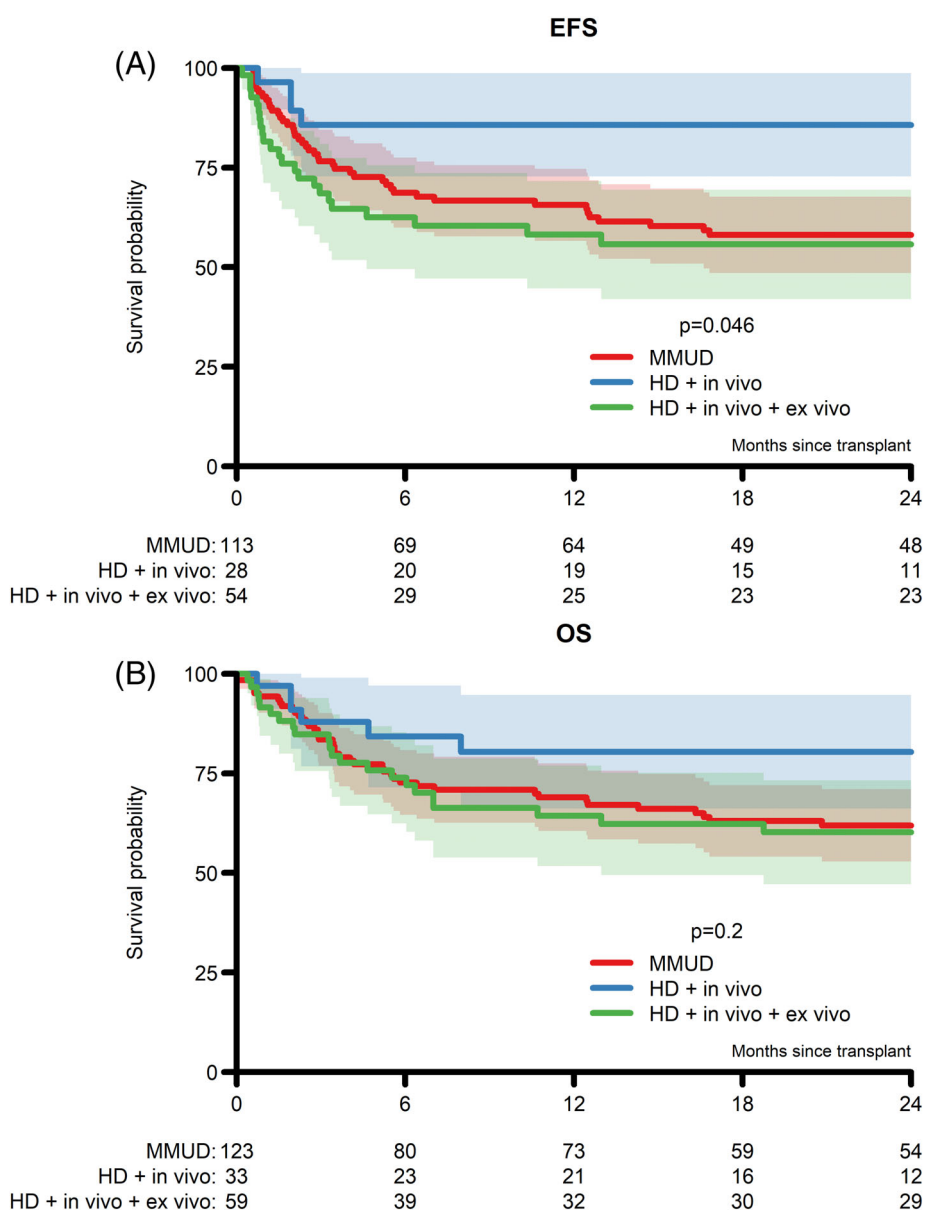 EFS
(A)
100
75
50
25
0
Survival probability
p=0.046
MMUD
HD + in vivo
HD + in vivo + ex vivo
Months since transplant
0 6 12 18 24
MMUD: 113 69 64 49 48
HD + in vivo: 28 20 19 15 11
HD + in vivo + ex vivo: 54 29 25 23 23
OS
(B)
100
75
50
25
0
Survival probability
p=0.2
MMUD
HD + in vivo
HD + in vivo + ex vivo
Months since transplant
0 6 12 18 24
MMUD: 123 80 73 59 54
HD + in vivo: 33 23 21 16 12
HD + in vivo + ex vivo: 59 39 32 30 29